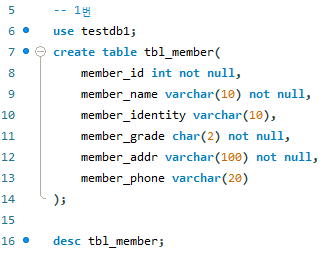 5 -- 1번
6 use testdb1;
7 create table tbl_member(
8 member_id int not null,
9 member_name varchar(10) not null,
10 member_identity varchar(10),
11 member_grade char(2) not null,
12 member_addr varchar(100) not null,
13 member_phone varchar(20)
14 );
15
16 desc tbl_member;